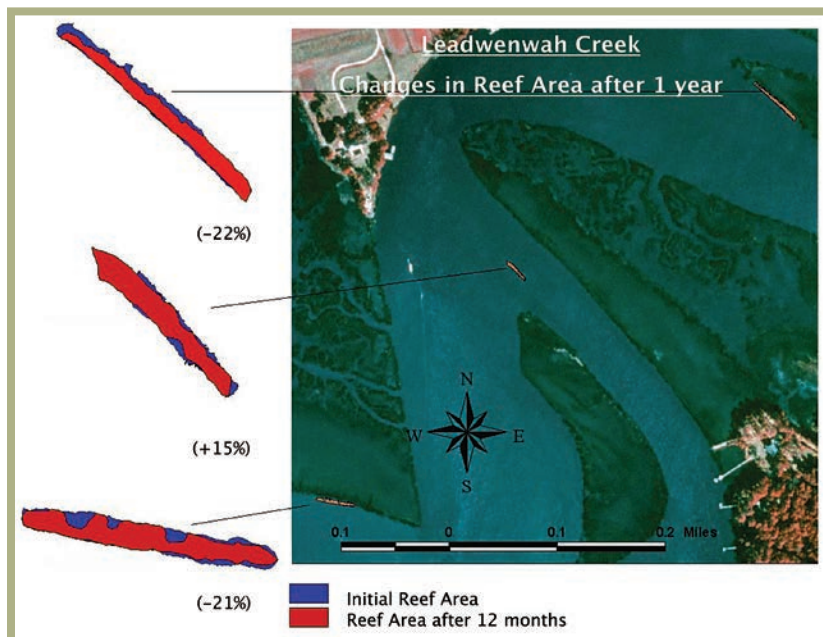 Leadwenwah Creek
Changes in Reef Area after 1 year
(-22%)
(+15%)
N
W E
S
(-21%)
0.1 0 0.1 0.2 Miles
Initial Reef Area
Reef Area after 12 months